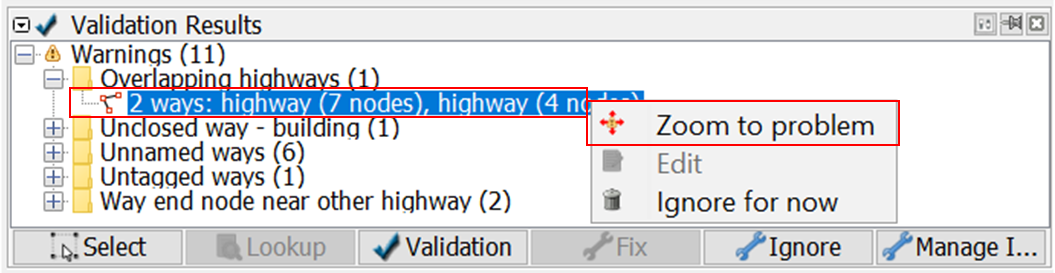 Validation Results
Warnings (11)
Overlapping highways (1)
2 ways: highway (7 nodes), highway (4 nodes)
Zoom to problem
Unclosed way - building (1)
Unnamed ways (6)
Edit
Untagged ways (1)
Way end node near other highway (2)
Ignore for now
Select Lookup Validation Fix Ignore Manage I...